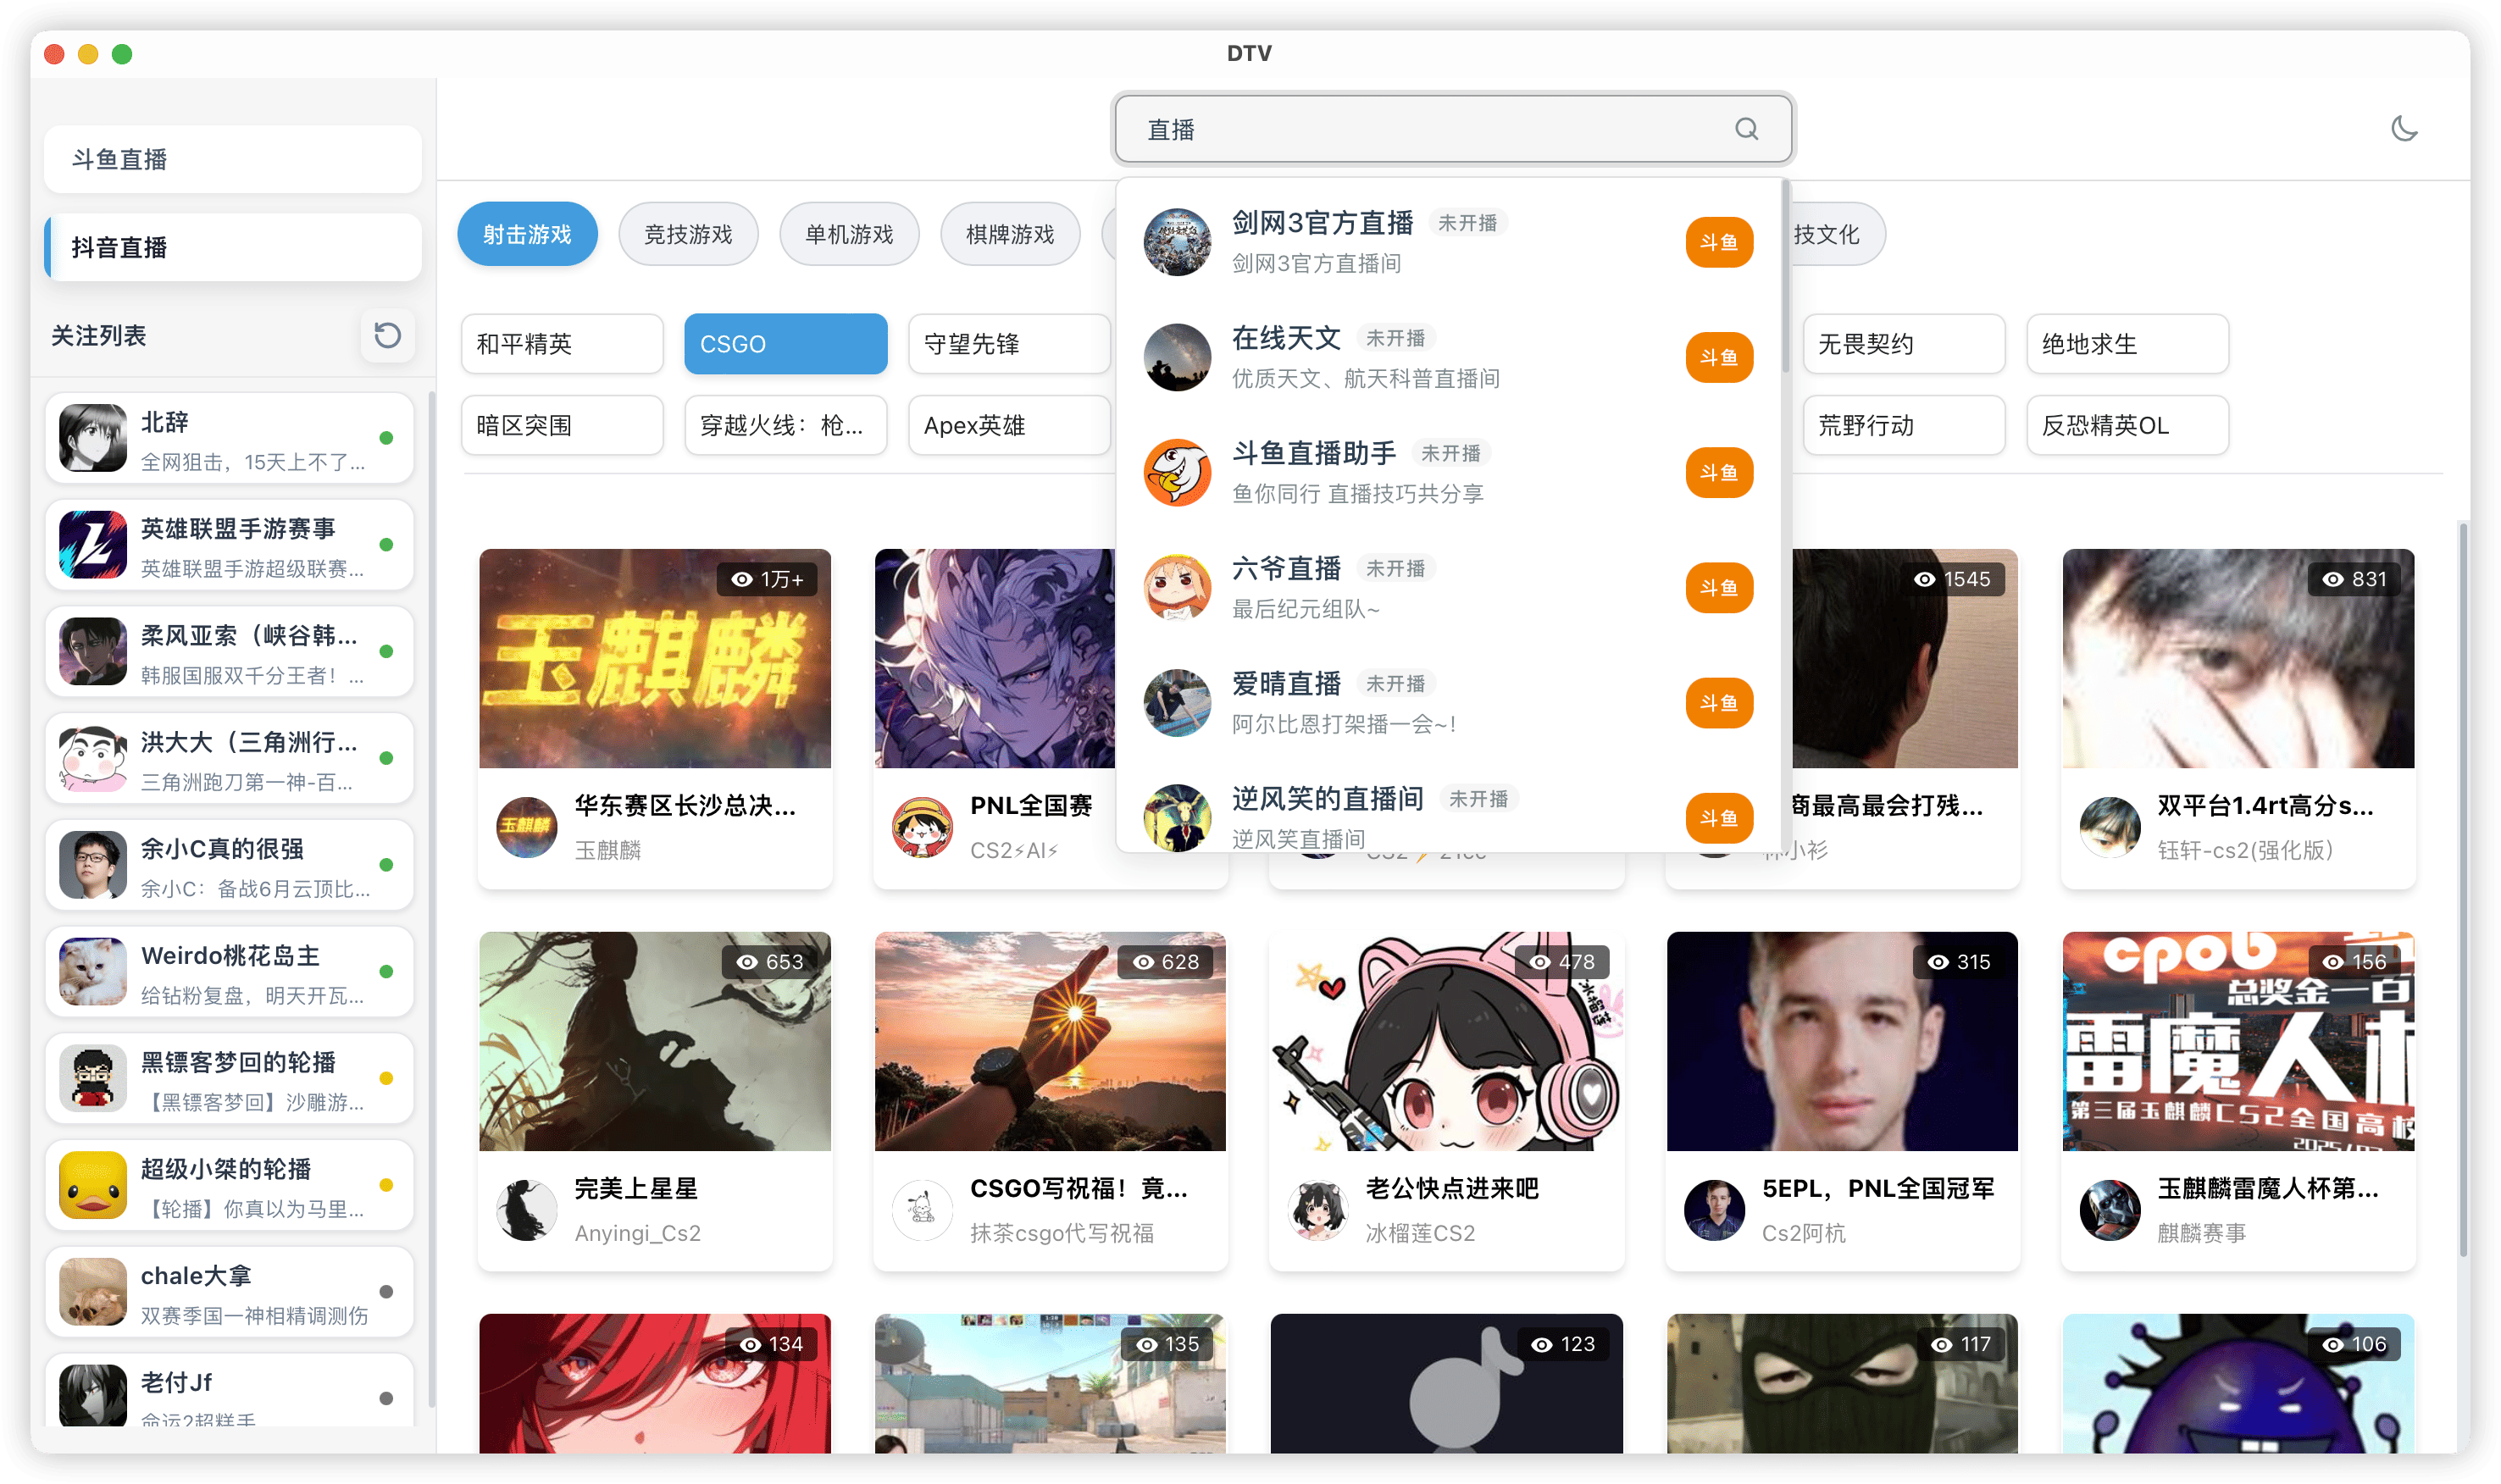 DTV
直播
斗鱼直播
抖音直播
关注列表
北辞
全网狙击，15天上不了...
英雄联盟手游赛事
英雄联盟手游超级联赛...
柔风亚索（峡谷韩...
韩服国服双千分王者！...
洪大大（三角洲行...
三角洲跑刀第一神-百...
余小C真的很强
余小C：备战6月云顶比...
Weirdo桃花岛主
给钻粉复盘，明天开瓦...
黑镖客梦回的轮播
【黑镖客梦回】沙雕游...
超级小桀的轮播
【轮播】你真以为马里...
chale大拿
双赛季国一神相精调测伤
老付Jf
命运2超糕手
射击游戏
竞技游戏
单机游戏
棋牌游戏
技文化
和平精英
CSGO
守望先锋
无畏契约
绝地求生
暗区突围
穿越火线：枪...
Apex英雄
荒野行动
反恐精英OL
剑网3官方直播 未开播
剑网3官方直播间
斗鱼
在线天文 未开播
优质天文、航天科普直播间
斗鱼
斗鱼直播助手 未开播
鱼你同行 直播技巧共分享
斗鱼
六爷直播 未开播
最后纪元组队~
斗鱼
爱晴直播 未开播
阿尔比恩打架播一会~!
斗鱼
逆风笑的直播间 未开播
逆风笑直播间
斗鱼
1万+
玉麒麟
1545
831
华东赛区长沙总决...
玉麒麟
玉麒麟
PNL全国赛
CS2⚡AI⚡
商最高最会打残...
小衫
双平台1.4rt高分s...
钰轩-cs2(强化版）
653
628
478
315
156
cpob
总奖金一百
雷魔人杯
第三届玉麒麟CS2全国高校
完美上星星
Anyingi_Cs2
CSGO写祝福！竟...
抹茶csgo代写祝福
老公快点进来吧
冰榴莲CS2
5EPL，PNL全国冠军
Cs2阿杭
玉麒麟雷魔人杯第...
麒麟赛事
134
135
123
117
106